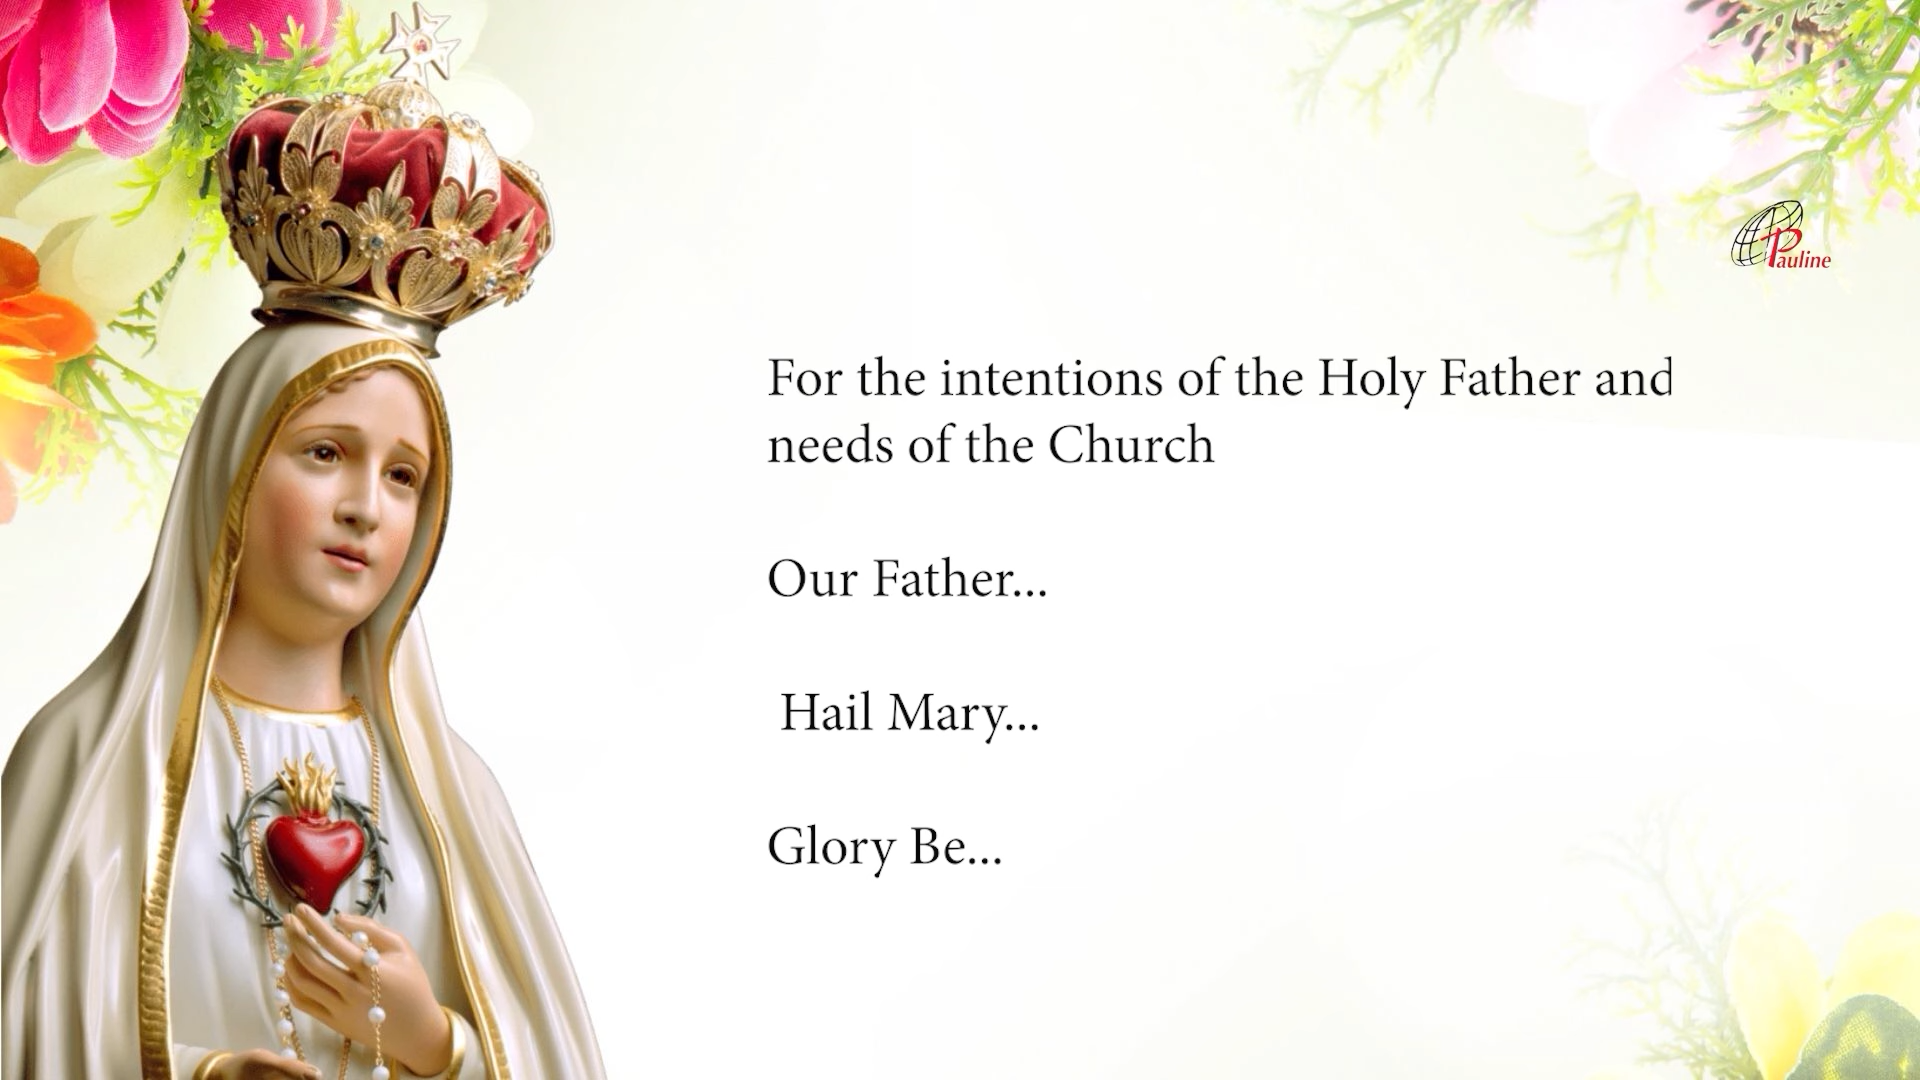 Pauline
For the intentions of the Holy Father and
needs of the Church
Our Father...
Hail Mary...
Glory Be...